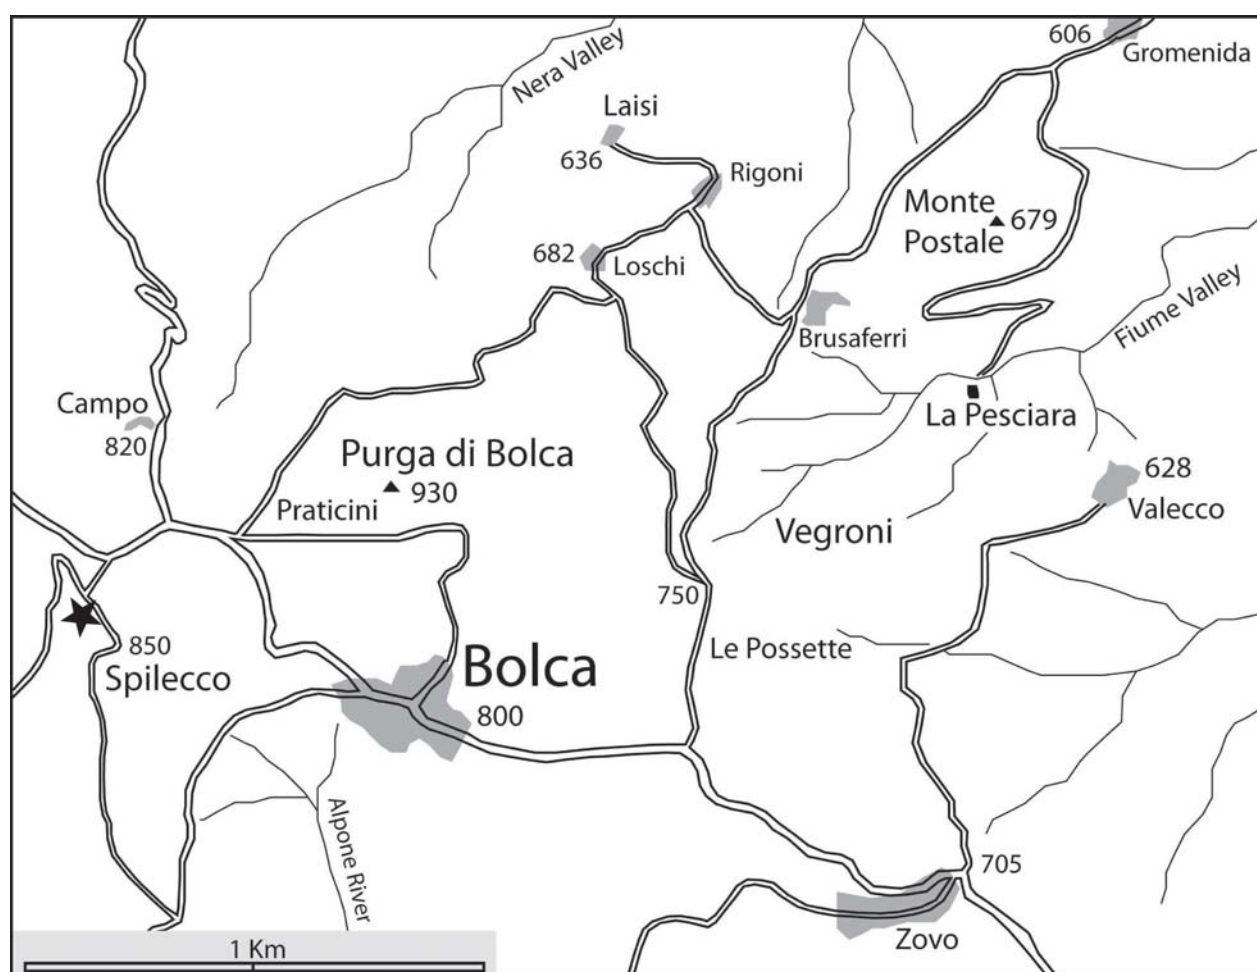 606
Gromenida
Nera Valley
Laisi
636
Rigoni
Monte
Postale
679
682
Loschi
Fiume Valley
Brusaferri
Campo
820
La Pesciara
Purga di Bolca
930
Praticini
628
Valecco
Vegroni
750
850
Spilecco
Le Possette
Bolca
800
Alpone River
705
Zovo
1 Km